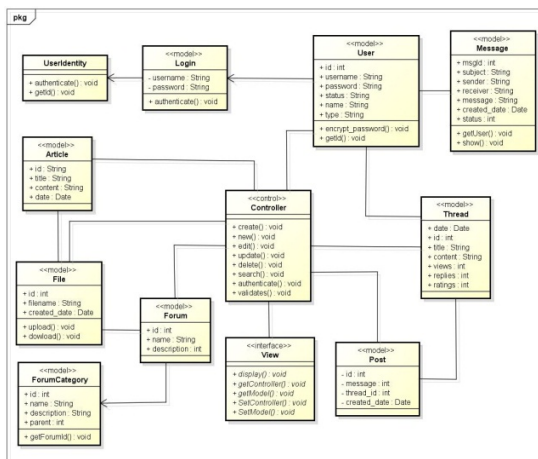 pkg
<<model>>
UserIdentity
+ authenticate() : void
+ getId() : void
<<model>>
Login
- username : String
- password : String
+ authenticate() : void
<<model>>
User
+ id : int
+ username : String
+ password : String
+ status : String
+ name : String
+ type : String
+ encrypt_password() : void
+ getId() : void
<<model>>
Message
+ msgId : int
+ subject : String
+ sender : String
+ receiver : String
+ message : String
+ created_date : Date
+ status : int
+ getUser() : void
+ show() : void
<<model>>
Article
+ id : String
+ title : String
+ content : String
+ date : Date
<<control>>
Controller
+ create() : void
+ new() : void
+ edit() : void
+ update() : void
+ delete() : void
+ search() : void
+ authenticate() : void
+ validates() : void
<<model>>
Thread
+ date : Date
+ id : int
+ title : String
+ content : String
+ views : int
+ replies : int
+ ratings : int
<<model>>
File
+ id : int
+ filename : String
+ created_date : Date
+ upload() : void
+ dowload() : void
<<model>>
Forum
+ id : int
+ name : String
+ description : int
<<interface>>
View
+ display() : void
+ getController() : void
+ getModel() : void
+ SetController() : void
+ SetModel() : void
<<model>>
Post
- id : int
- message : int
- thread_id : int
- created_date : Date
<<model>>
ForumCategory
+ id : int
+ name : String
+ description : String
+ parent : int
+ getForumId() : void